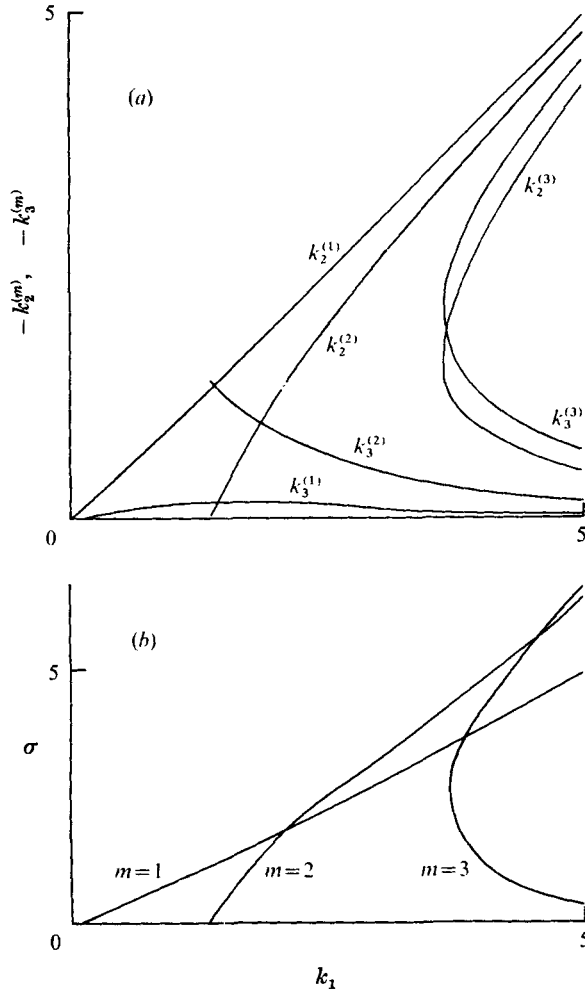 5
(a)
k_2^{(1)}
k_2^{(3)}
-k_2^{(m)}, -k_3^{(m)}
k_2^{(2)}
k_3^{(3)}
k_3^{(2)}
k_3^{(1)}
0
5
(b)
5
σ
m=1
m=2
m=3
0
5
k_1